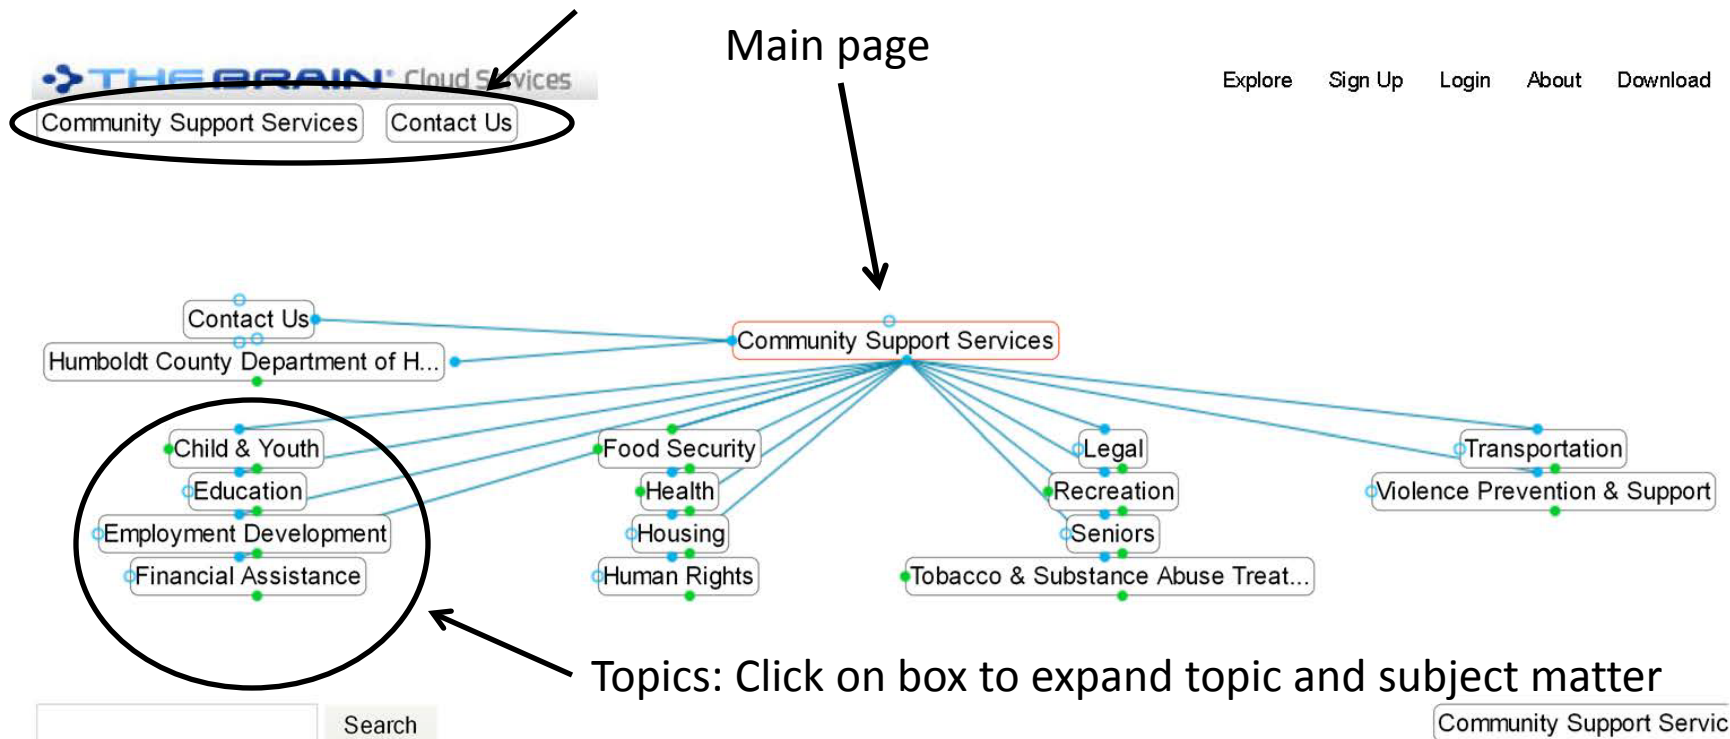 Main page
THE BRAIN Cloud Services
Explore Sign Up Login About Download
Community Support Services Contact Us
Contact Us
Community Support Services
Humboldt County Department of H...
Child & Youth Food Security Legal Transportation
Education Health Recreation Violence Prevention & Support
Employment Development Housing Seniors
Financial Assistance Human Rights Tobacco & Substance Abuse Treat...
Topics: Click on box to expand topic and subject matter
Search Community Support Servic